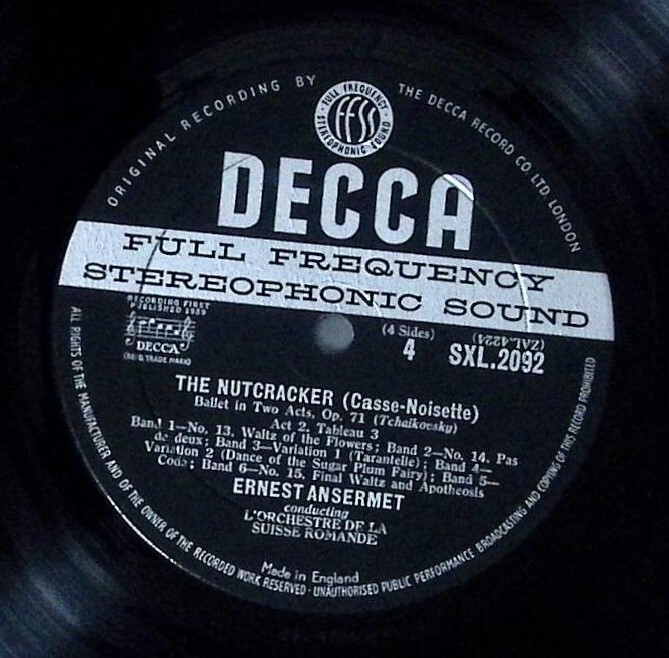 ORIGINAL RECORDING BY THE DECCA RECORD CO. LTD LONDON
FULL FREQUENCY
FFSS
STEREOPHONIC SOUND
DECCA
FULL FREQUENCY
STEREOPHONIC SOUND
RECORDING FIRST
PUBLISHED 1959
DECCA
(REG. TRADE MARK)
(4 Sides)
4
(ZAL.4224)
SXL.2092
THE NUTCRACKER (Casse-Noisette)
Ballet in Two Acts, Op. 71 (Tchaikovsky)
Act 2, Tableau 3
Band 1—No. 13, Waltz of the Flowers; Band 2—No. 14. Pas
de deux; Band 3—Variation 1 (Tarantelle); Band 4—
Variation 2 (Dance of the Sugar Plum Fairy); Band 5—
Coda; Band 6—No. 15, Final Waltz and Apotheosis
ERNEST ANSERMET
conducting
L'ORCHESTRE DE LA
SUISSE ROMANDE
Made in England
ALL RIGHTS OF THE MANUFACTURER AND OF THE OWNER OF THE RECORDED WORK RESERVED · UNAUTHORISED PUBLIC PERFORMANCE BROADCASTING AND COPYING OF THIS RECORD PROHIBITED